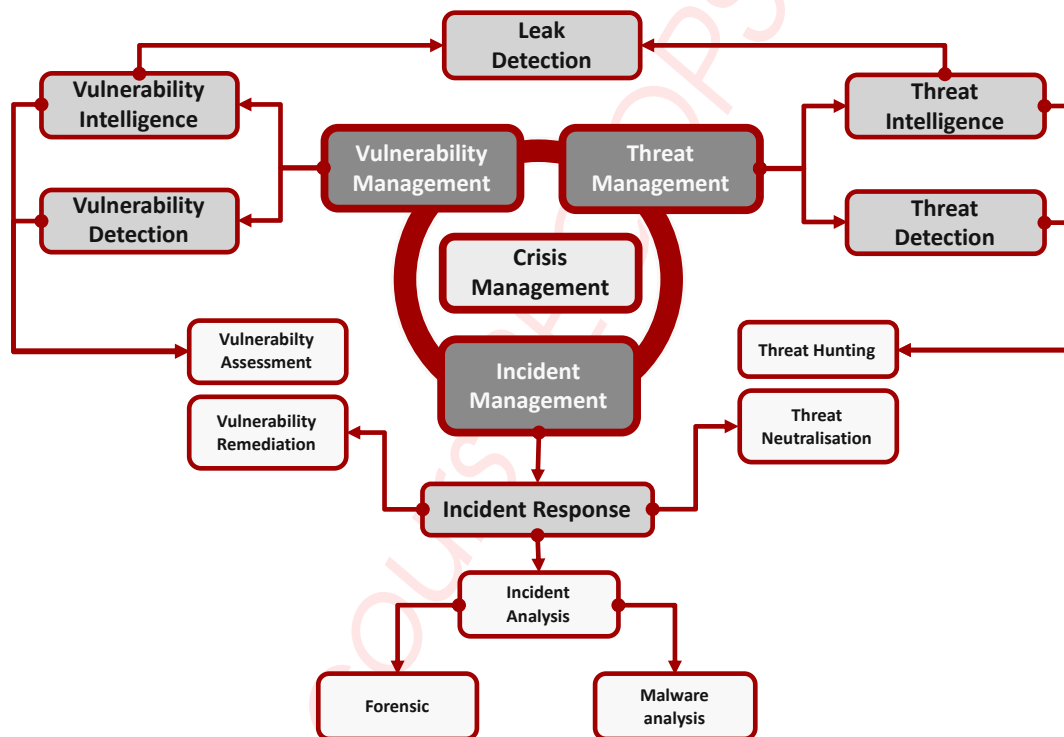 Leak
Detection
Vulnerability
Intelligence
Threat
Intelligence
Vulnerability
Management
Threat
Management
Vulnerability
Detection
Threat
Detection
Crisis
Management
Vulnerabilty
Assessment
Threat Hunting
Incident
Management
Vulnerability
Remediation
Threat
Neutralisation
Incident Response
Incident
Analysis
Forensic
Malware
analysis